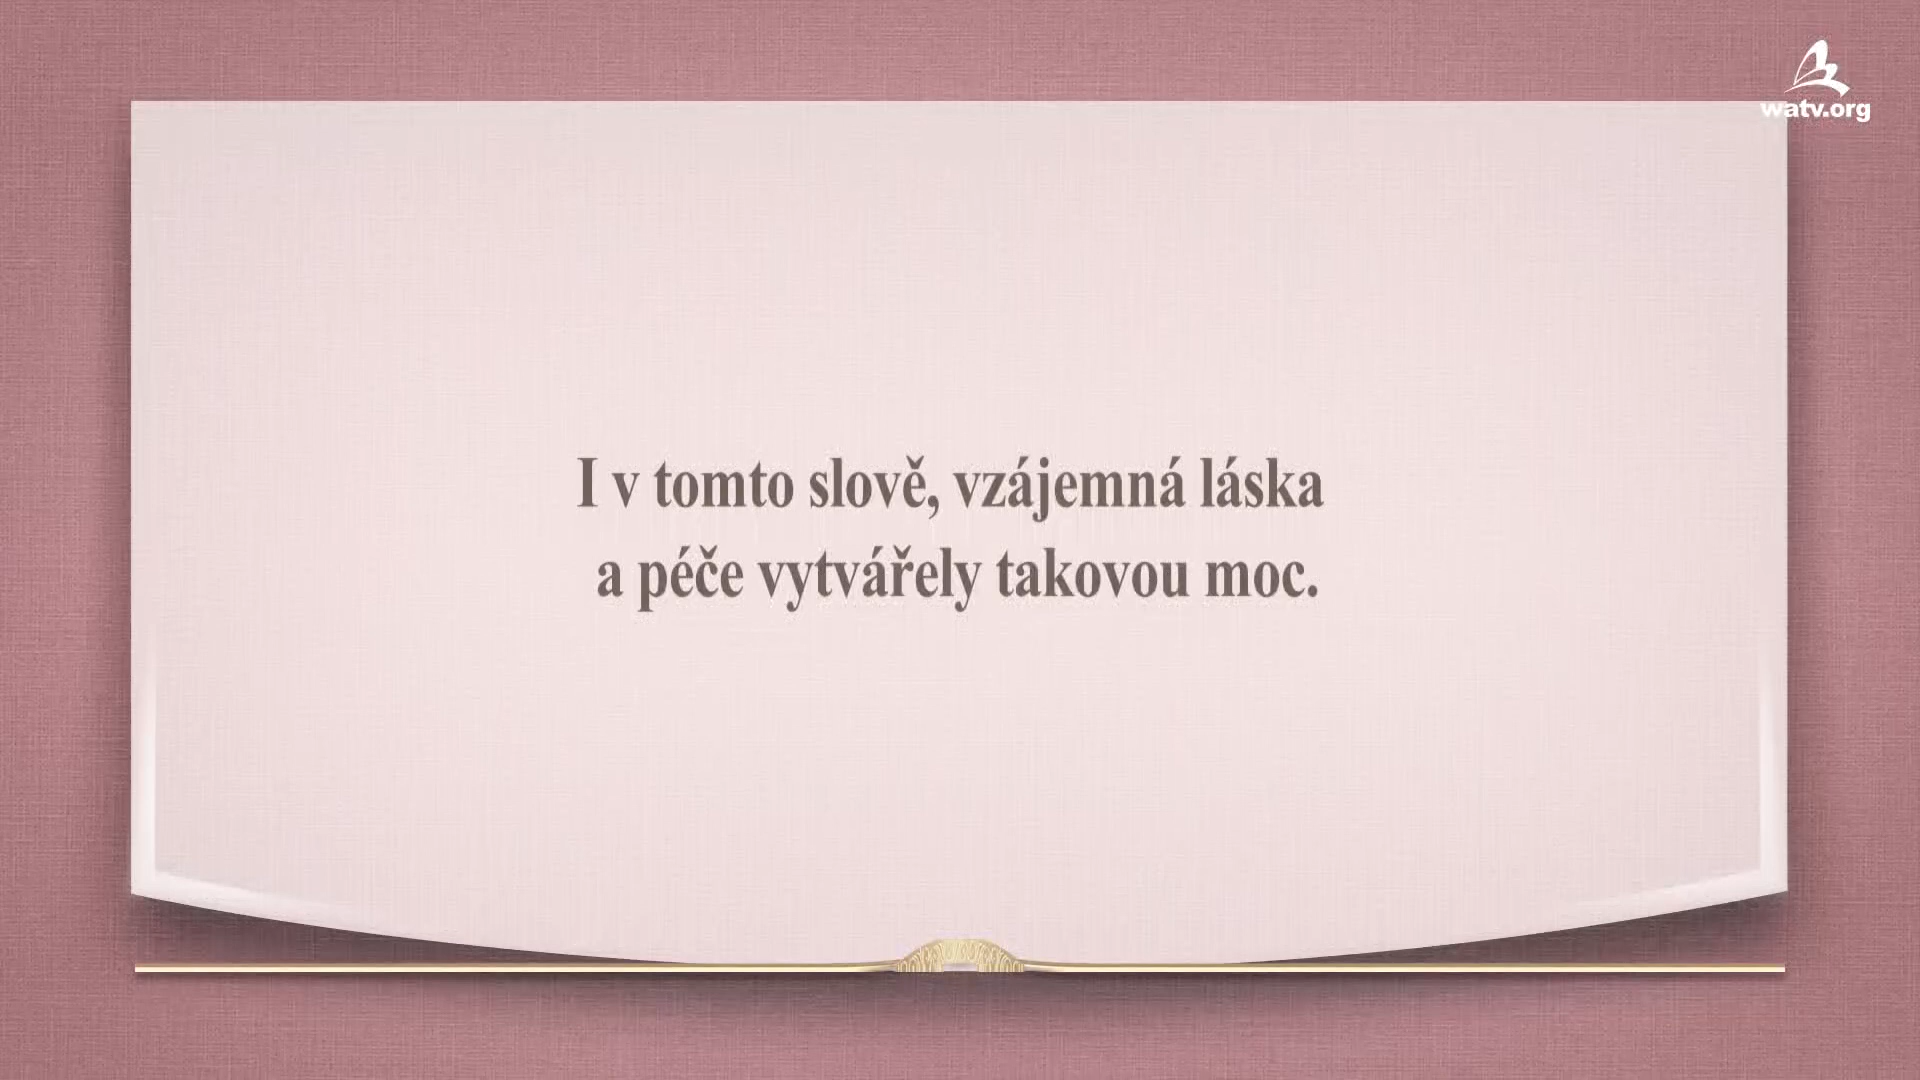 watv.org
I v tomto slově, vzájemná láska
a péče vytvářely takovou moc.